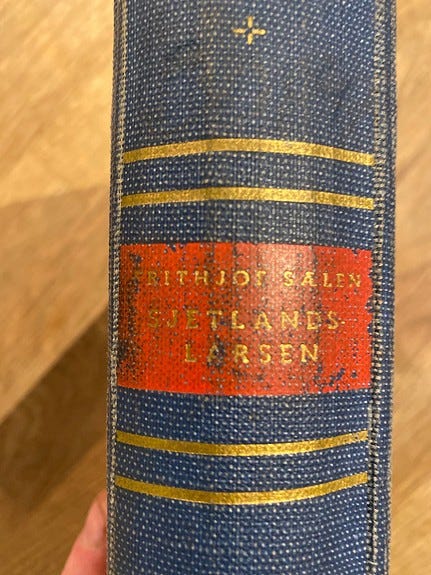 FRITHJOF SÆLEN
SJETLANDS-
LARSEN